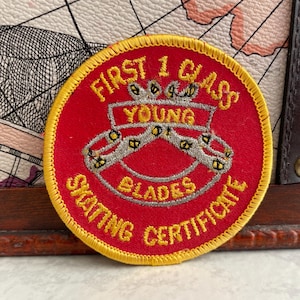 FIRST 1 CLASS
YOUNG
BLADES
SKATING CERTIFICATE